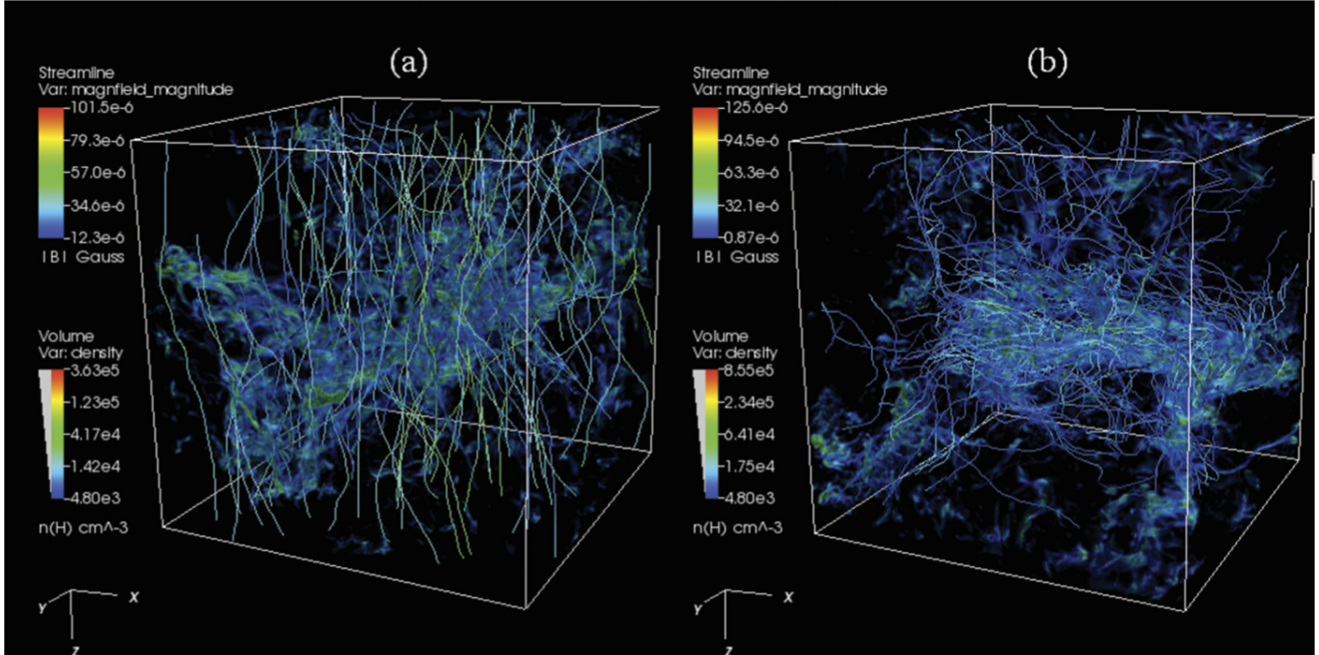 (a)
Streamline
Var: magnfield_magnitude
101.5e-6
79.3e-6
57.0e-6
34.6e-6
12.3e-6
|B| Gauss
Volume
Var: density
3.63e5
1.23e5
4.17e4
1.42e4
4.80e3
n(H) cm^-3
X
Y
Z
(b)
Streamline
Var: magnfield_magnitude
125.6e-6
94.5e-6
63.3e-6
32.1e-6
0.87e-6
|B| Gauss
Volume
Var: density
8.55e5
2.34e5
6.41e4
1.75e4
4.80e3
n(H) cm^-3
X
Y
Z